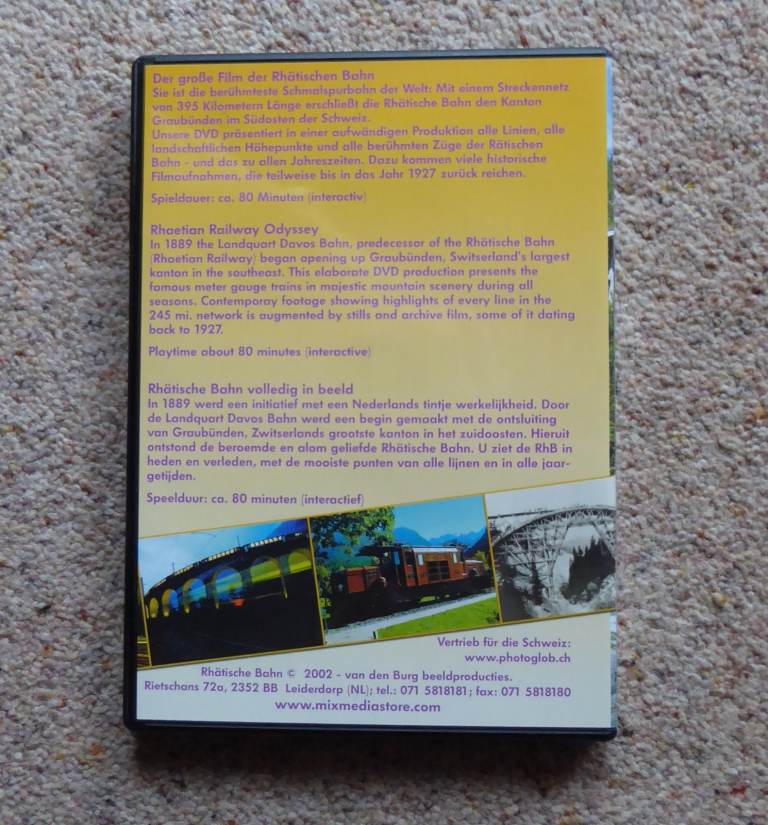 Der große Film der Rhätischen Bahn
Sie ist die berühmteste Schmalspurbahn der Welt: Mit einem Streckennetz
von 395 Kilometern Länge erschließt die Rhätische Bahn den Kanton
Graubünden im Südosten der Schweiz.
Unsere DVD präsentiert in einer aufwändigen Produktion alle Linien, alle
landschaftlichen Höhepunkte und alle berühmten Züge der Rätischen
Bahn - und das zu allen Jahreszeiten. Dazu kommen viele historische
Filmaufnahmen, die teilweise bis in das Jahr 1927 zurück reichen.
Spieldauer: ca. 80 Minuten (interactiv)
Rhaetian Railway Odyssey
In 1889 the Landquart Davos Bahn, predecessor of the Rhätische Bahn
(Rhaetian Railway) began opening up Graubünden, Switserland's largest
kanton in the southeast. This elaborate DVD production presents the
famous meter gauge trains in majestic mountain scenery during all
seasons. Contemporay footage showing highlights of every line in the
245 mi. network is augmented by stills and archive film, some of it dating
back to 1927.
Playtime about 80 minutes (interactive)
Rhätische Bahn volledig in beeld
In 1889 werd een initiatief met een Nederlands tintje werkelijkheid. Door
de Landquart Davos Bahn werd een begin gemaakt met de ontsluiting
van Graubünden, Zwitserlands grootste kanton in het zuidoosten. Hieruit
ontstond de beroemde en alom geliefde Rhätische Bahn. U ziet de RhB in
heden en verleden, met de mooiste punten van alle lijnen en in alle jaar-
getijden.
Speelduur: ca. 80 minuten (interactief)
Vertrieb für die Schweiz:
www.photoglob.ch
Rhätische Bahn © 2002 - van den Burg beeldproducties.
Rietschans 72a, 2352 BB Leiderdorp (NL); tel.: 071 5818181; fax: 071 5818180
www.mixmediastore.com